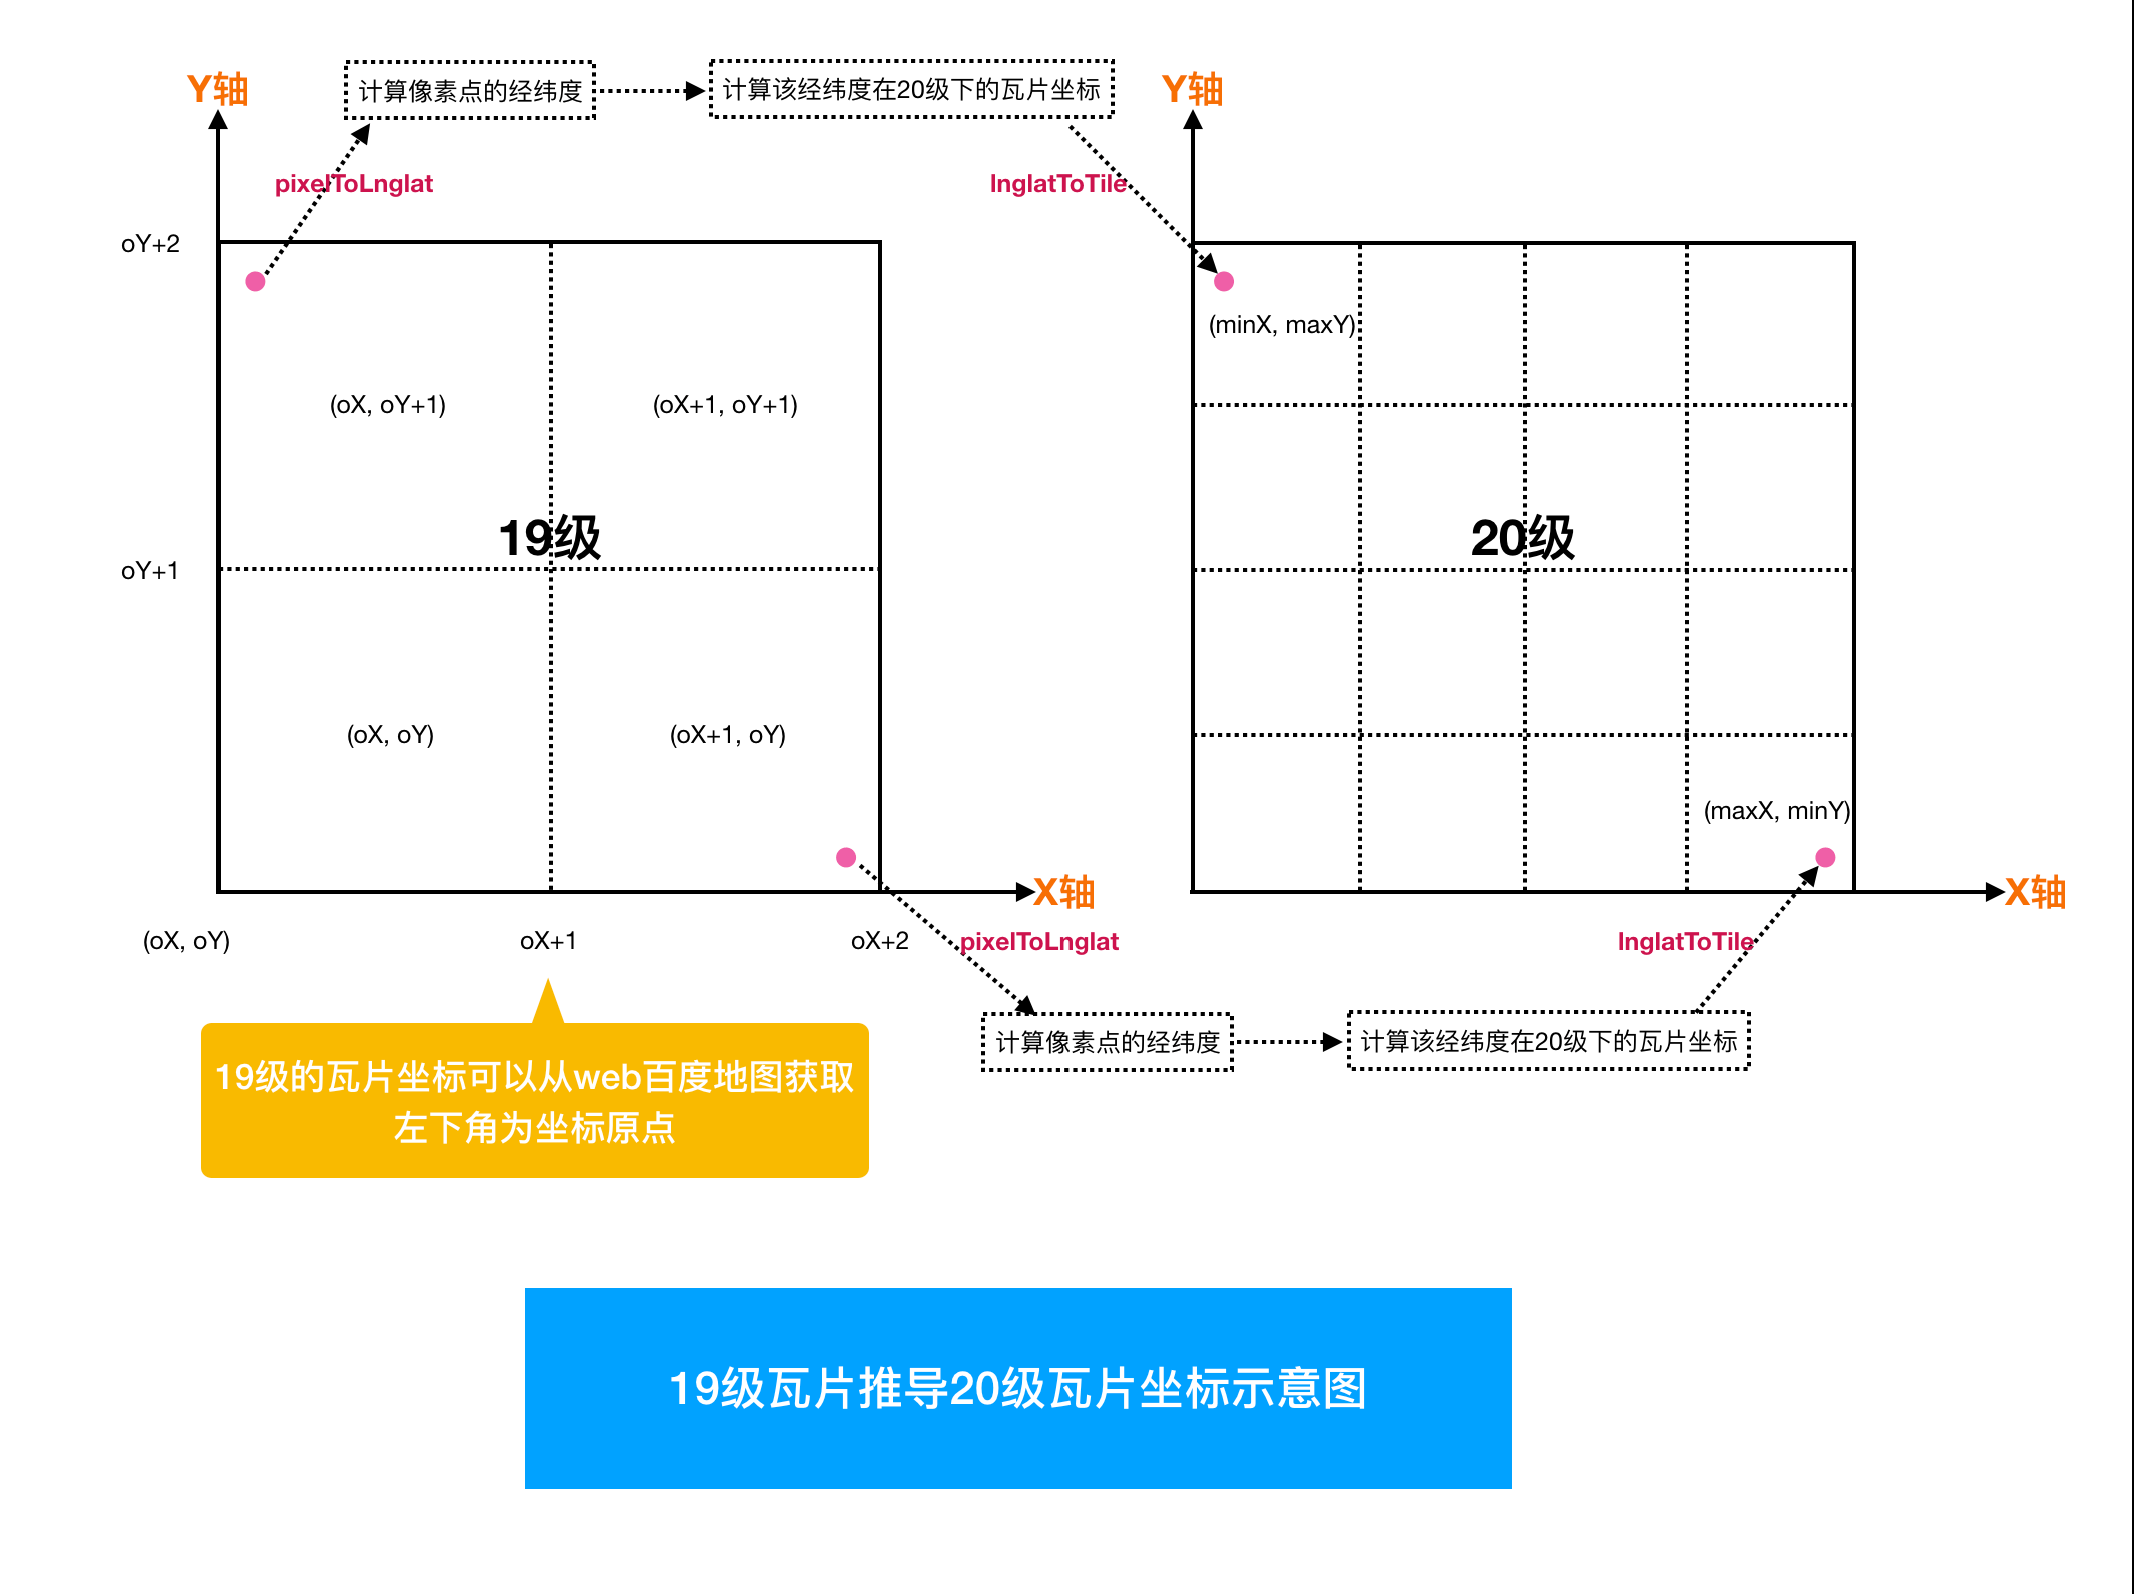 Y轴
计算像素点的经纬度
计算该经纬度在20级下的瓦片坐标
Y轴
pixelToLnglat
lnglatToTile
oY+2
(minX, maxY)
(oX, oY+1)
(oX+1, oY+1)
19级
20级
oY+1
(oX, oY)
(oX+1, oY)
(maxX, minY)
X轴
X轴
(oX, oY)
oX+1
oX+2
pixelToLnglat
lnglatToTile
计算像素点的经纬度
计算该经纬度在20级下的瓦片坐标
19级的瓦片坐标可以从web百度地图获取
左下角为坐标原点
19级瓦片推导20级瓦片坐标示意图